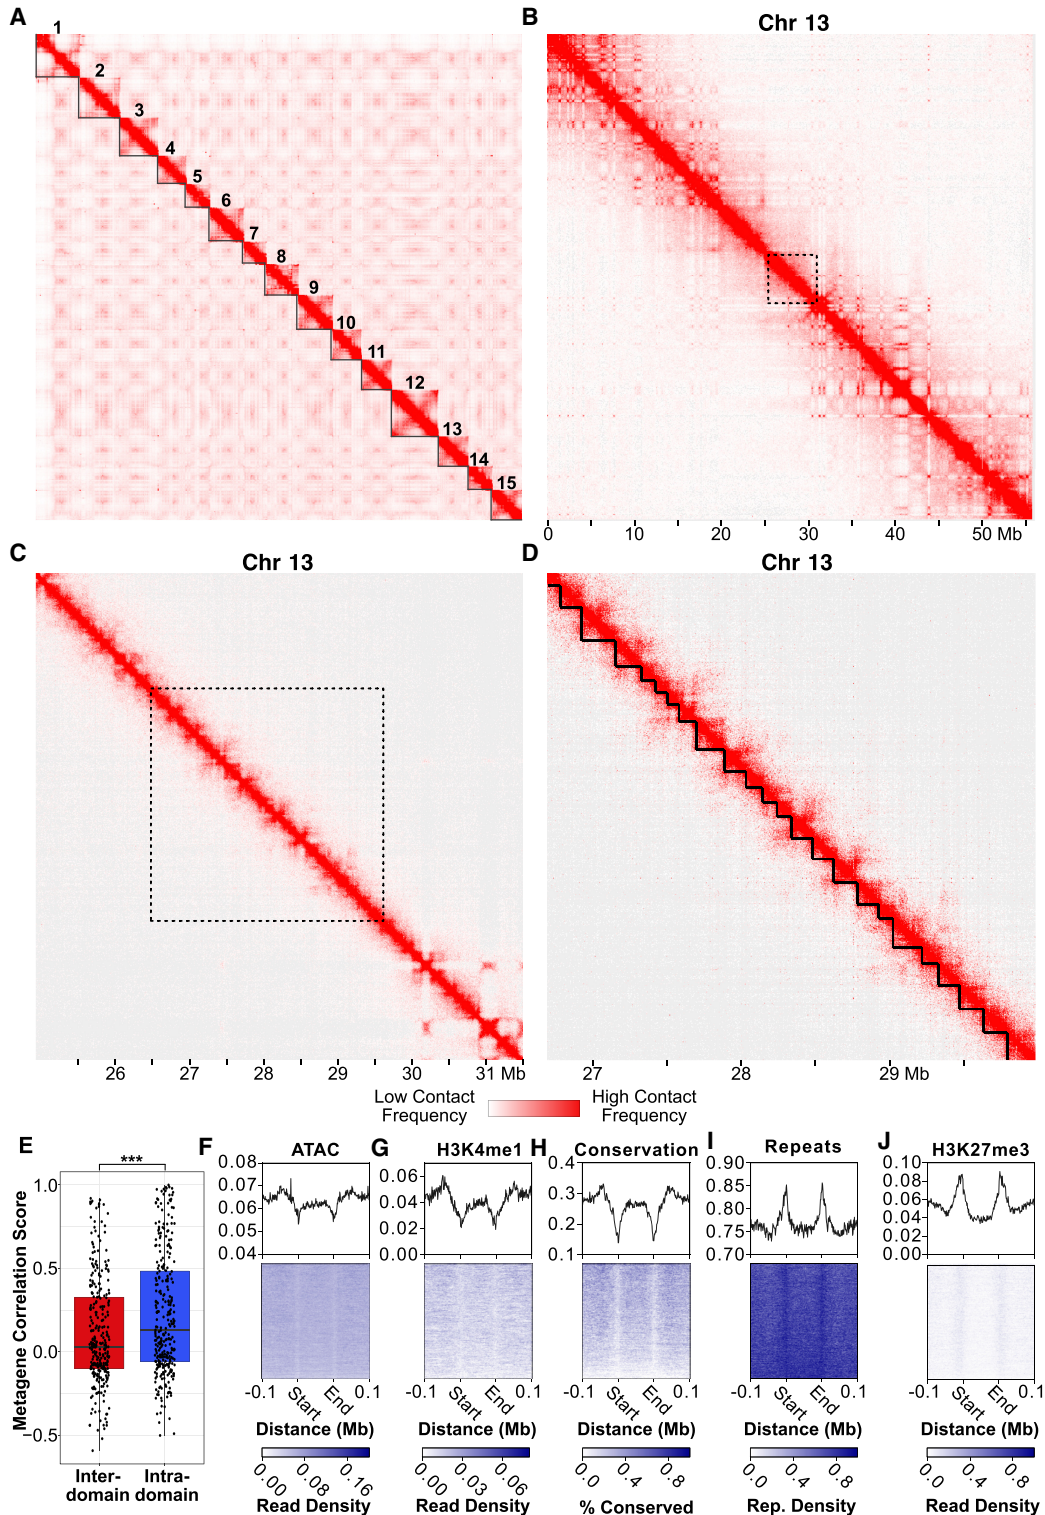 A
1
2
3
4
5
6
7
8
9
10
11
12
13
14
15
B
Chr 13
0 10 20 30 40 50 Mb
C
Chr 13
26 27 28 29 30 31 Mb
D
Chr 13
27 28 29 Mb
Low Contact Frequency
High Contact Frequency
E
***
Metagene Correlation Score
1.0
0.5
0.0
−0.5
Inter-domain
Intra-domain
F
ATAC
0.08
0.07
0.06
0.05
0.04
-0.1 Start End 0.1
Distance (Mb)
0.00 0.08 0.16
Read Density
G
H3K4me1
0.06
0.04
0.02
0.00
-0.1 Start End 0.1
Distance (Mb)
0.00 0.03 0.06
Read Density
H
Conservation
0.4
0.3
0.2
0.1
-0.1 Start End 0.1
Distance (Mb)
0.0 0.4 0.8
% Conserved
I
Repeats
0.90
0.85
0.80
0.75
0.70
-0.1 Start End 0.1
Distance (Mb)
0.0 0.4 0.8
Rep. Density
J
H3K27me3
0.10
0.08
0.06
0.04
0.02
0.00
-0.1 Start End 0.1
Distance (Mb)
0.0 0.4 0.8
Read Density